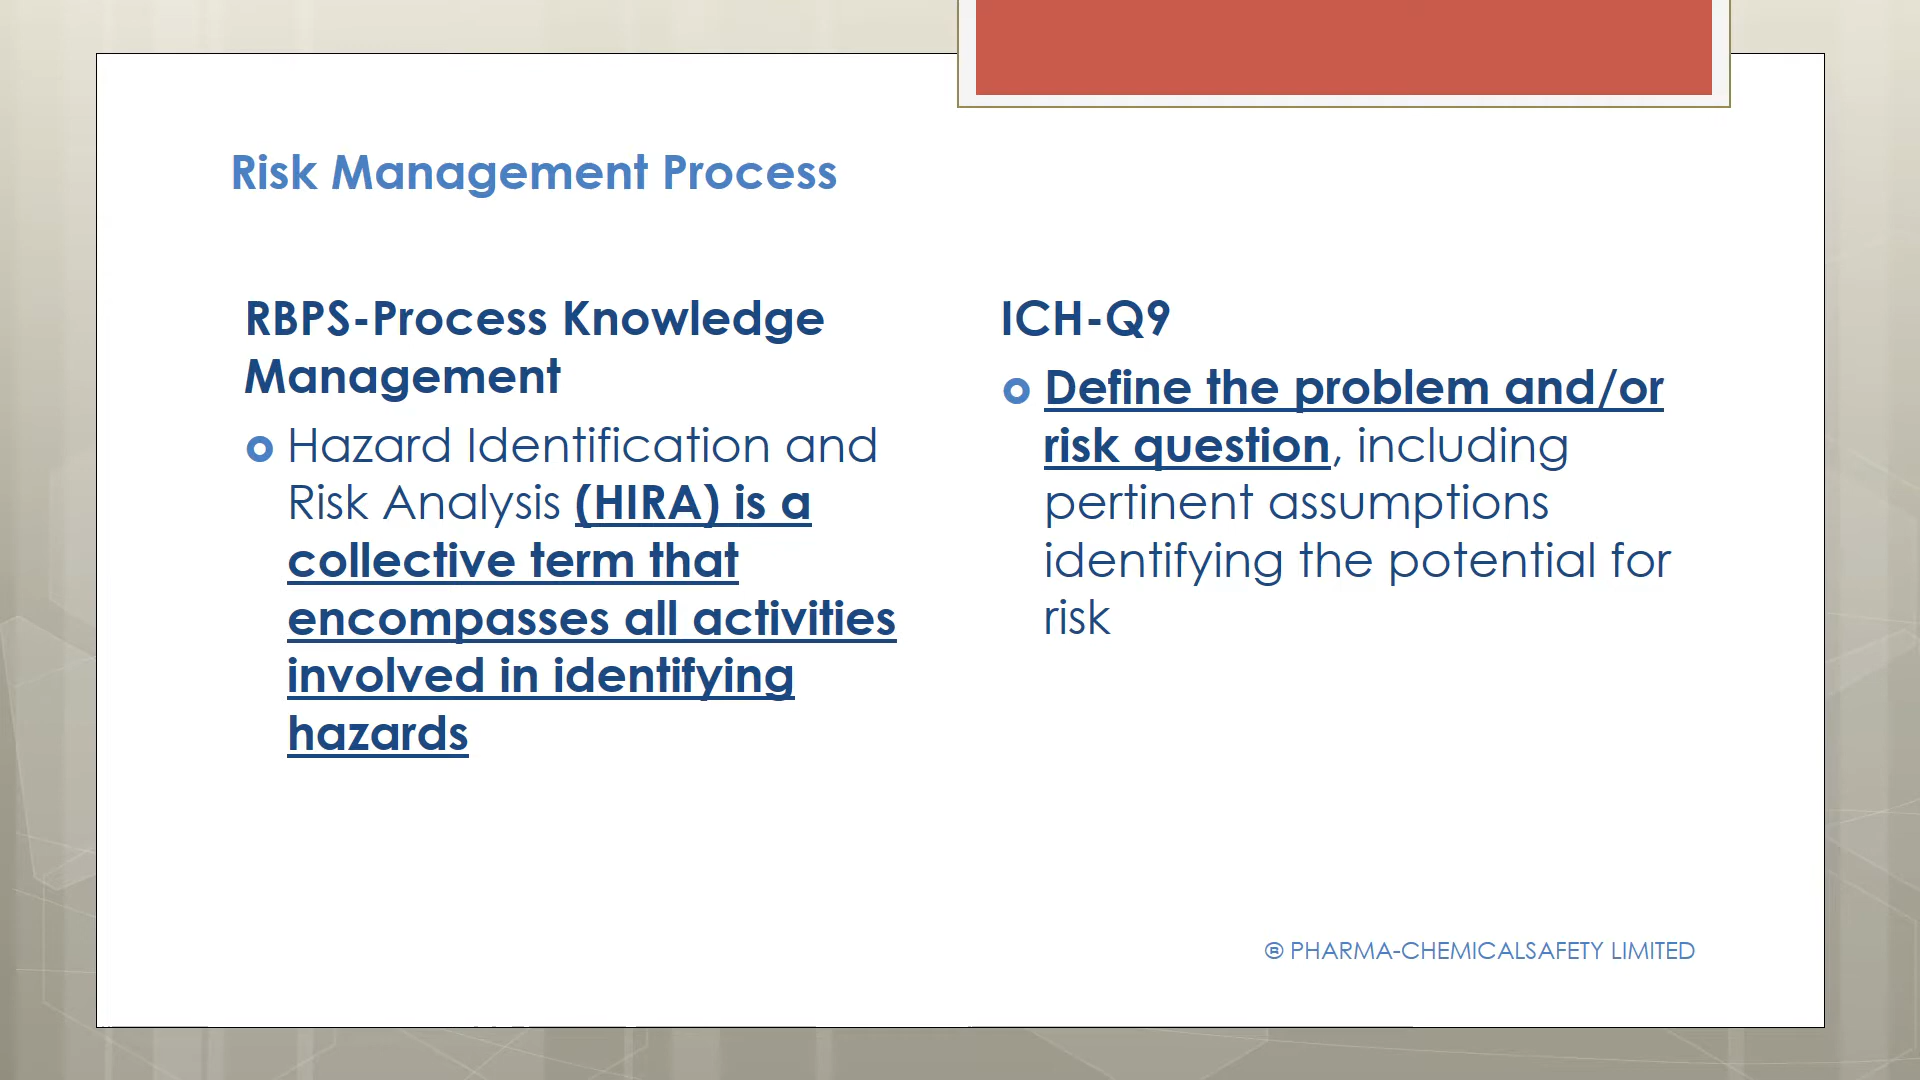 Risk Management Process
RBPS-Process Knowledge
Management
Hazard Identification and
Risk Analysis (HIRA) is a
collective term that
encompasses all activities
involved in identifying
hazards
ICH-Q9
Define the problem and/or
risk question, including
pertinent assumptions
identifying the potential for
risk
® PHARMA-CHEMICALSAFETY LIMITED